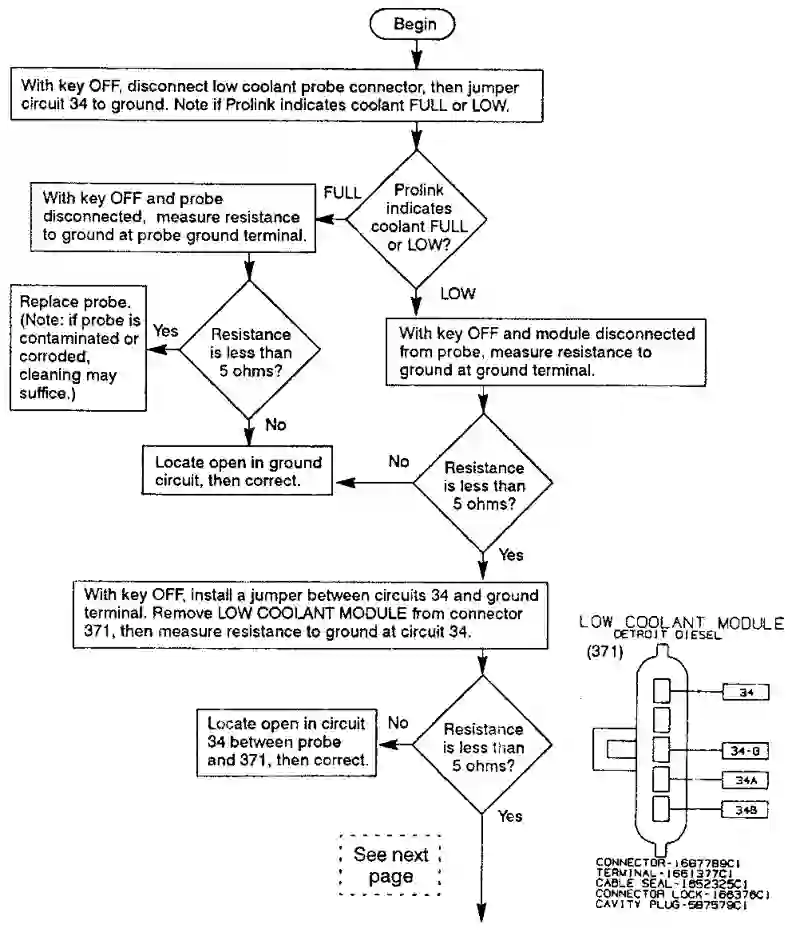 Begin
With key OFF, disconnect low coolant probe connector, then jumper
circuit 34 to ground. Note if Prolink indicates coolant FULL or LOW.
Prolink
indicates
coolant FULL
or LOW?
FULL
With key OFF and probe
disconnected, measure resistance
to ground at probe ground terminal.
Resistance
is less than
5 ohms?
Yes
Replace probe.
(Note: if probe is
contaminated or
corroded,
cleaning may
suffice.)
No
Locate open in ground
circuit, then correct.
LOW
With key OFF and module disconnected
from probe, measure resistance to
ground at ground terminal.
Resistance
is less than
5 ohms?
No
Yes
With key OFF, install a jumper between circuits 34 and ground
terminal. Remove LOW COOLANT MODULE from connector
371, then measure resistance to ground at circuit 34.
Resistance
is less than
5 ohms?
No
Locate open in circuit
34 between probe
and 371, then correct.
Yes
See next
page
LOW COOLANT MODULE
DETROIT DIESEL
(371)
34
34-G
34A
34B
CONNECTOR-1667789C1
TERMINAL-1661377C1
CABLE SEAL-1652325C1
CONNECTOR LOCK-166376C1
CAVITY PLUG-587579C1